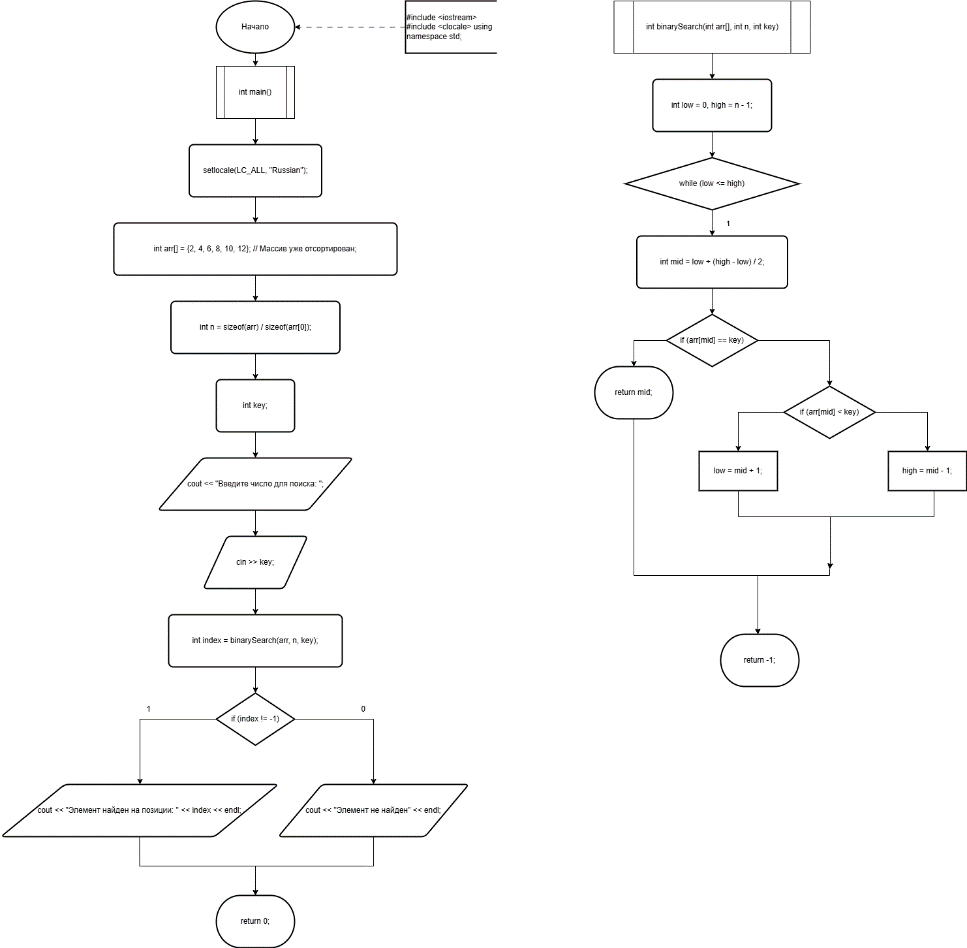 Начало
#include <iostream>
#include <clocale> using
namespace std;
int main()
setlocale(LC_ALL, "Russian");
int arr[] = {2, 4, 6, 8, 10, 12}; // Массив уже отсортирован;
int n = sizeof(arr) / sizeof(arr[0]);
int key;
cout << "Введите число для поиска: ";
cin >> key;
int index = binarySearch(arr, n, key);
if (index != -1)
1
0
cout << "Элемент найден на позиции: " << index << endl;
cout << "Элемент не найден" << endl;
return 0;
int binarySearch(int arr[], int n, int key)
int low = 0, high = n - 1;
while (low <= high)
1
int mid = low + (high - low) / 2;
if (arr[mid] == key)
return mid;
if (arr[mid] < key)
low = mid + 1;
high = mid - 1;
return -1;